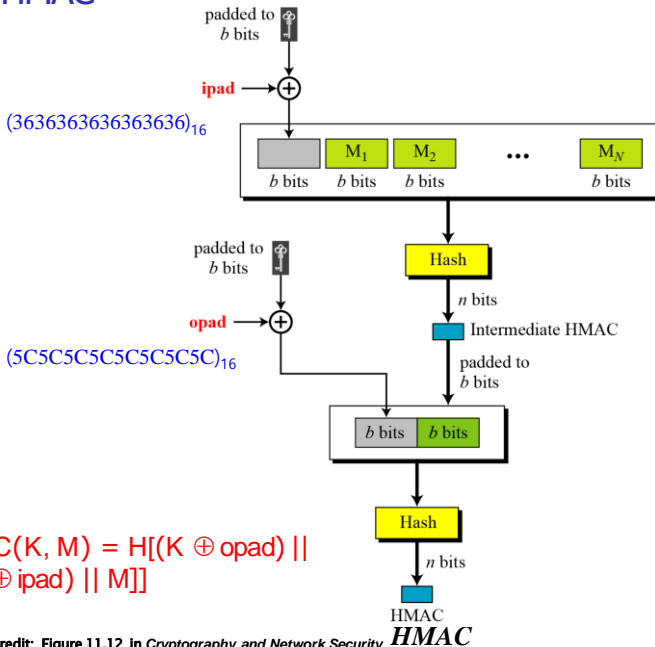 HMAC
padded to
b bits
ipad
(3636363636363636)16
M1 M2 ... MN
b bits b bits b bits b bits
Hash
n bits
Intermediate HMAC
padded to
b bits
padded to
b bits
opad
(5C5C5C5C5C5C5C5C)16
b bits b bits
Hash
n bits
HMAC
C(K, M) = H[(K ⊕ opad) ||
⊕ ipad) || M]]
redit: Figure 11.12 in Cryptography and Network Security HMAC